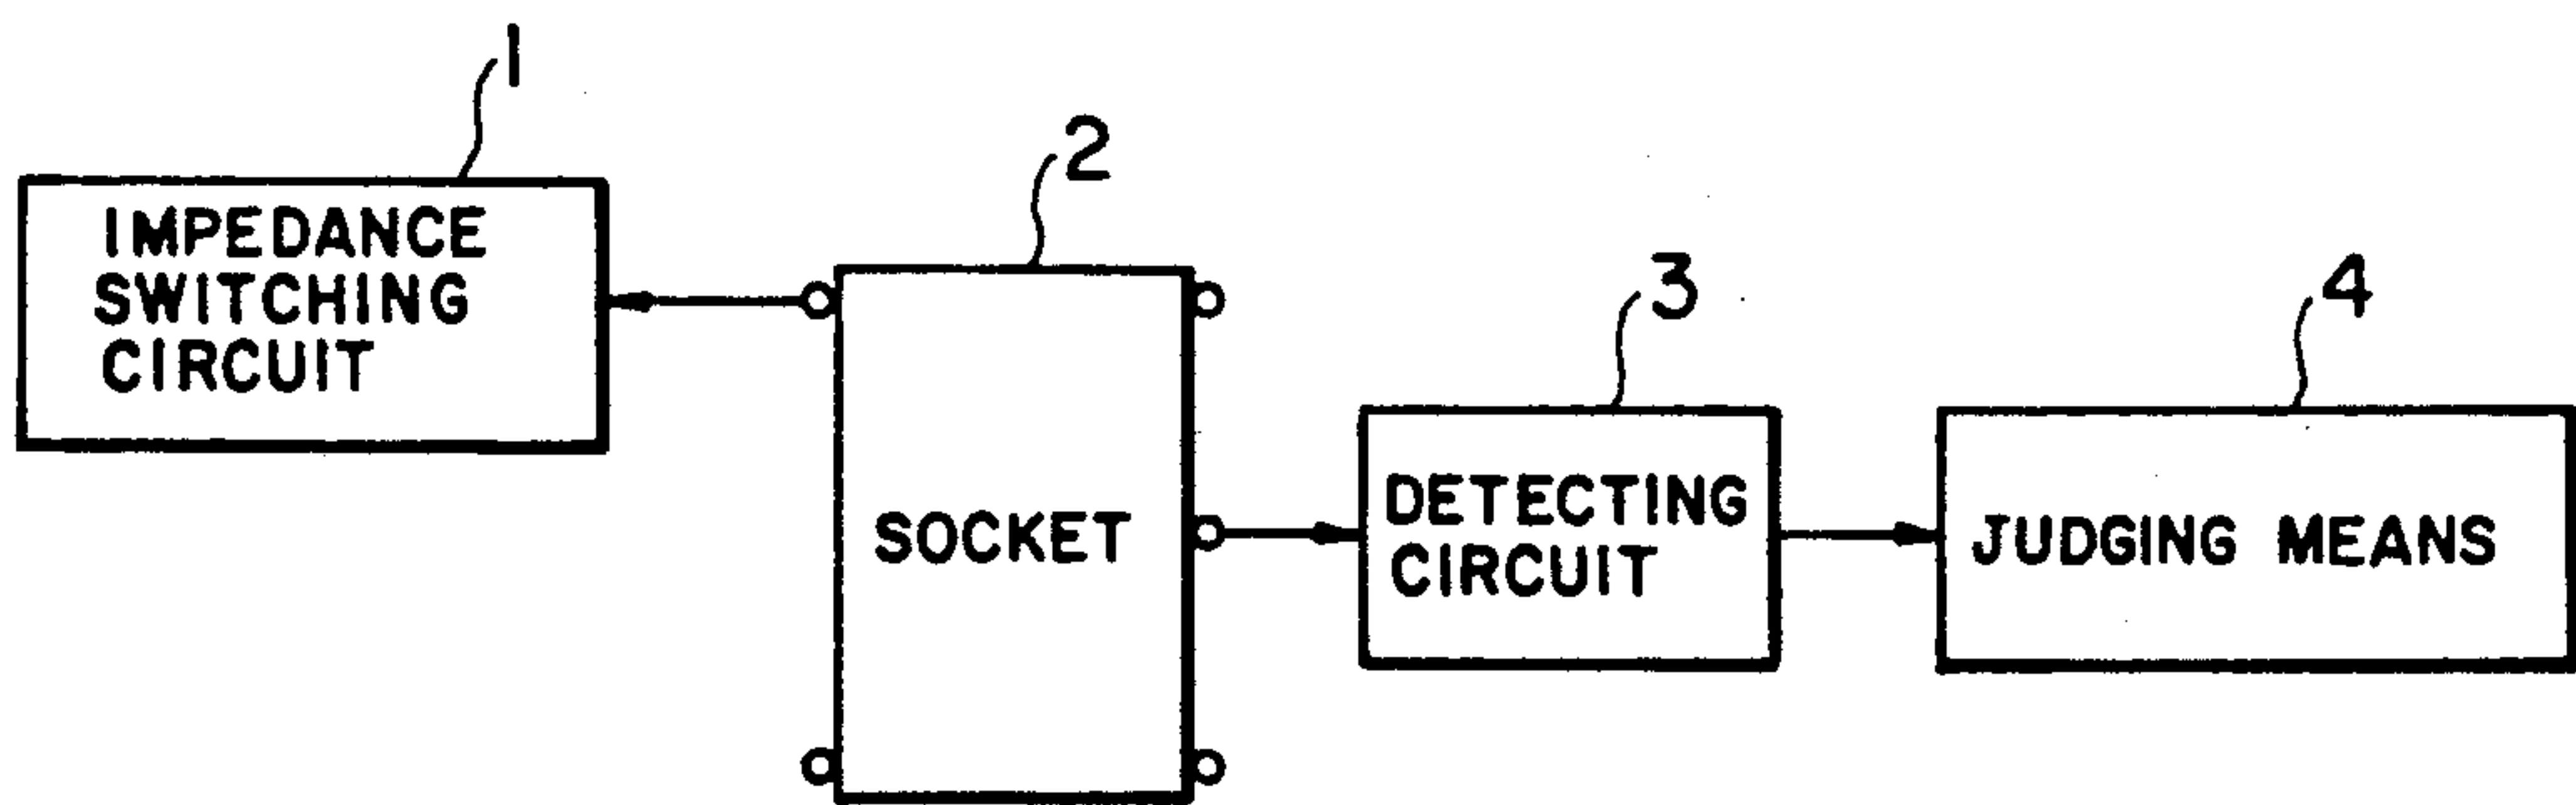 1
IMPEDANCE
SWITCHING
CIRCUIT
2
SOCKET
3
DETECTING
CIRCUIT
4
JUDGING MEANS